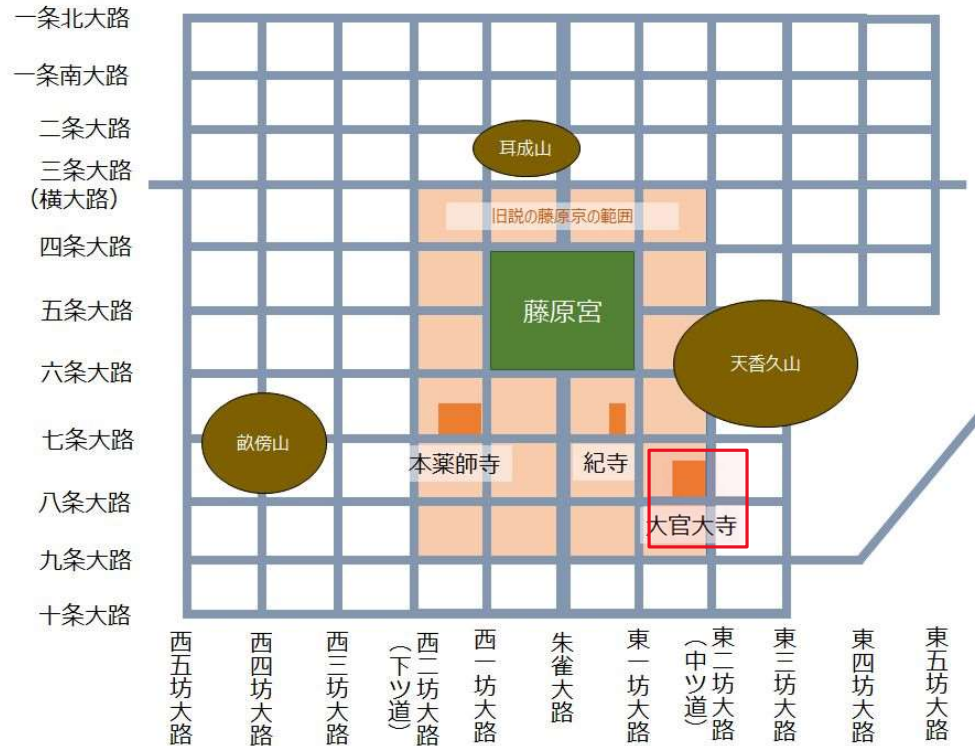 一条北大路
一条南大路
二条大路
耳成山
三条大路
(横大路)
旧説の藤原京の範囲
四条大路
藤原宮
五条大路
天香久山
六条大路
七条大路
畝傍山
本薬師寺
紀寺
八条大路
大官大寺
九条大路
十条大路
西五坊大路
西四坊大路
西三坊大路
西二坊大路
(下ツ道)
西一坊大路
朱雀大路
東一坊大路
東二坊大路
(中ツ道)
東三坊大路
東四坊大路
東五坊大路